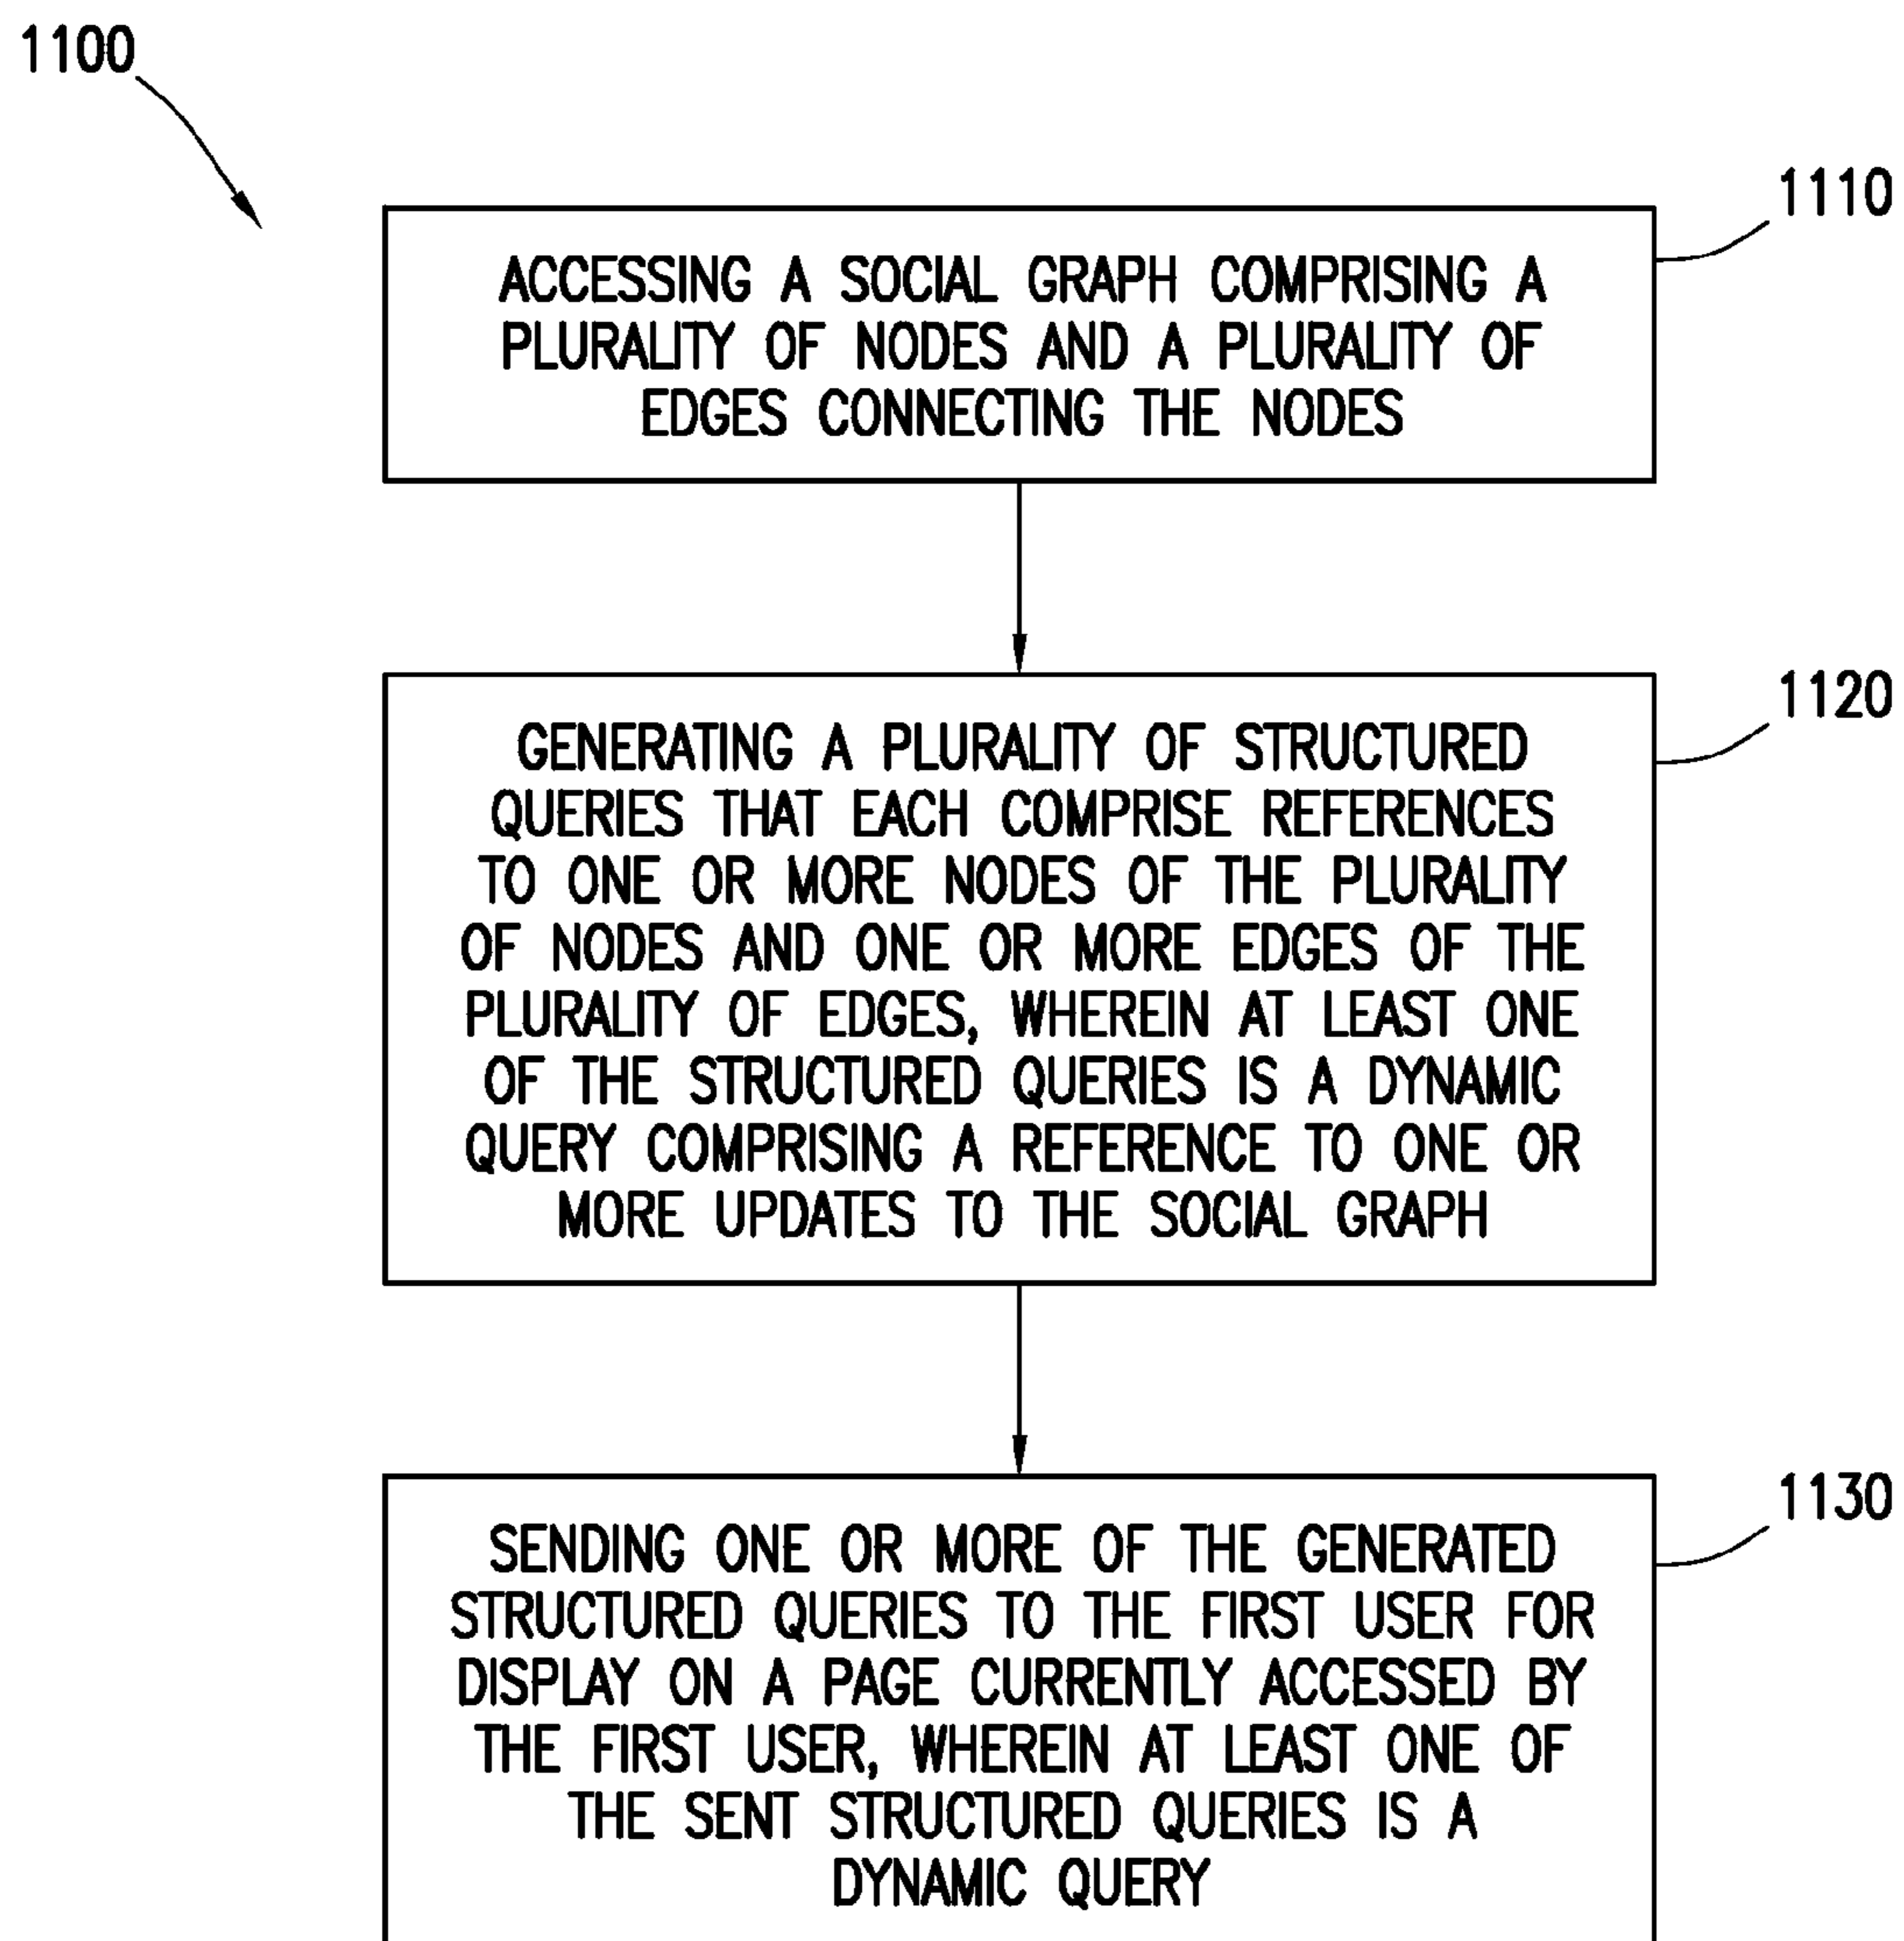 1100
1110
ACCESSING A SOCIAL GRAPH COMPRISING A
PLURALITY OF NODES AND A PLURALITY OF
EDGES CONNECTING THE NODES
1120
GENERATING A PLURALITY OF STRUCTURED
QUERIES THAT EACH COMPRISE REFERENCES
TO ONE OR MORE NODES OF THE PLURALITY
OF NODES AND ONE OR MORE EDGES OF THE
PLURALITY OF EDGES, WHEREIN AT LEAST ONE
OF THE STRUCTURED QUERIES IS A DYNAMIC
QUERY COMPRISING A REFERENCE TO ONE OR
MORE UPDATES TO THE SOCIAL GRAPH
1130
SENDING ONE OR MORE OF THE GENERATED
STRUCTURED QUERIES TO THE FIRST USER FOR
DISPLAY ON A PAGE CURRENTLY ACCESSED BY
THE FIRST USER, WHEREIN AT LEAST ONE OF
THE SENT STRUCTURED QUERIES IS A
DYNAMIC QUERY